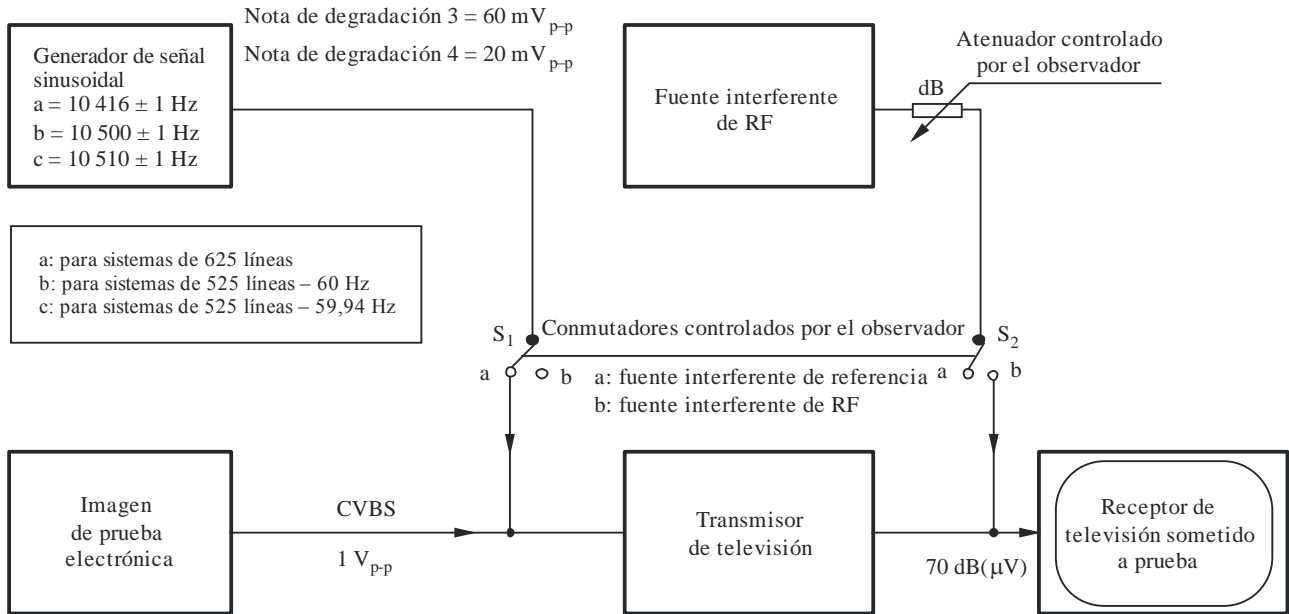 Nota de degradación 3 = 60 mVp-p
Nota de degradación 4 = 20 mVp-p
Generador de señal
sinusoidal
a = 10 416 ± 1 Hz
b = 10 500 ± 1 Hz
c = 10 510 ± 1 Hz
Fuente interferente
de RF
dB
Atenuador controlado
por el observador
a: para sistemas de 625 líneas
b: para sistemas de 525 líneas – 60 Hz
c: para sistemas de 525 líneas – 59,94 Hz
S1
Conmutadores controlados por el observador
S2
a
b
a: fuente interferente de referencia
b: fuente interferente de RF
a
b
Imagen
de prueba
electrónica
CVBS
1 Vp-p
Transmisor
de televisión
70 dB(µV)
Receptor de
televisión sometido
a prueba